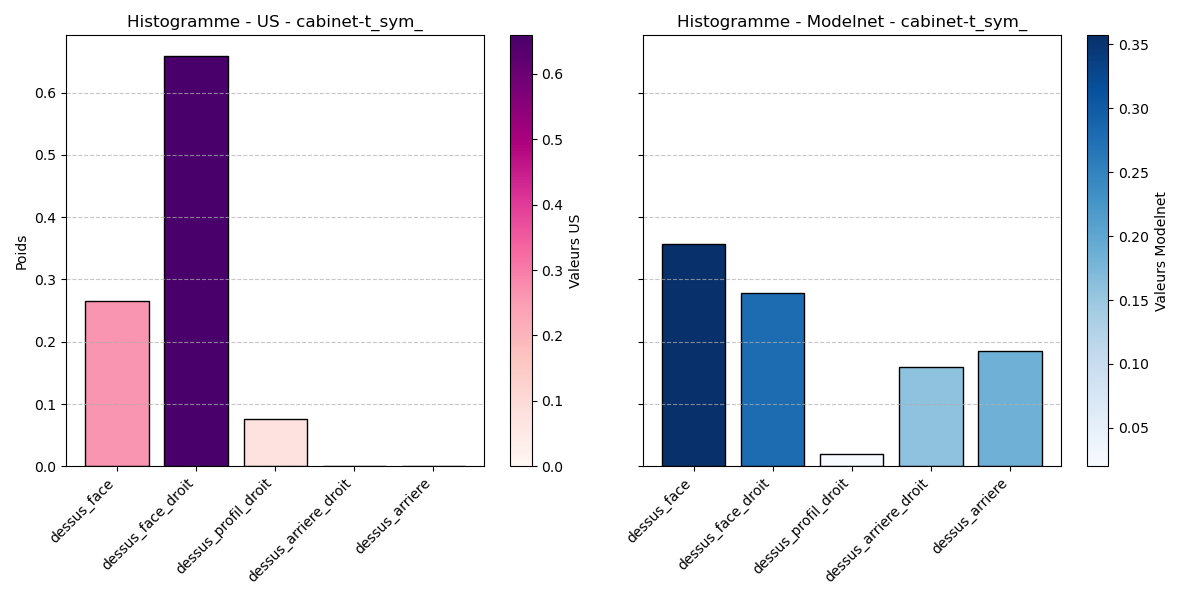 Histogramme - US - cabinet-t_sym_
Poids
0.6
0.5
0.4
0.3
0.2
0.1
0.0
dessus_face
dessus_face_droit
dessus_profil_droit
dessus_arriere_droit
dessus_arriere
0.6
0.5
0.4
0.3
0.2
0.1
0.0
Valeurs US
Histogramme - Modelnet - cabinet-t_sym_
dessus_face
dessus_face_droit
dessus_profil_droit
dessus_arriere_droit
dessus_arriere
0.35
0.30
0.25
0.20
0.15
0.10
0.05
Valeurs Modelnet